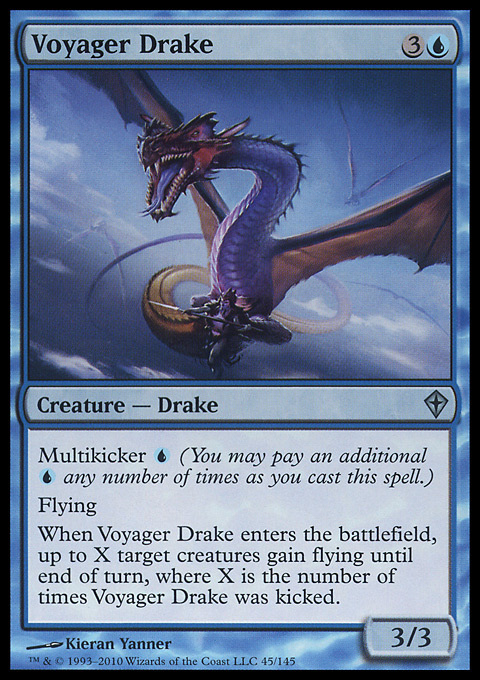 Voyager Drake 3
Creature — Drake
Multikicker (You may pay an additional
any number of times as you cast this spell.)
Flying
When Voyager Drake enters the battlefield,
up to X target creatures gain flying until
end of turn, where X is the number of
times Voyager Drake was kicked.
3/3
Kieran Yanner
™ & © 1993–2010 Wizards of the Coast LLC 45/145